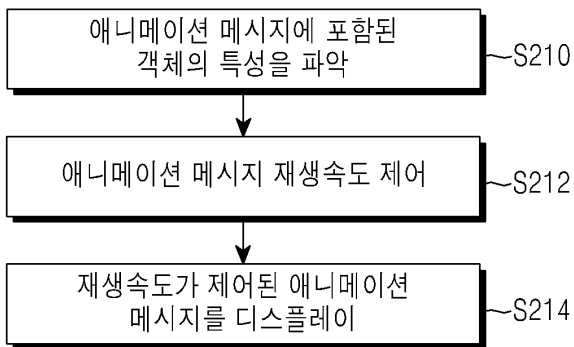 애니메이션 메시지에 포함된
객체의 특성을 파악
S210
애니메이션 메시지 재생속도 제어
S212
재생속도가 제어된 애니메이션
메시지를 디스플레이
S214